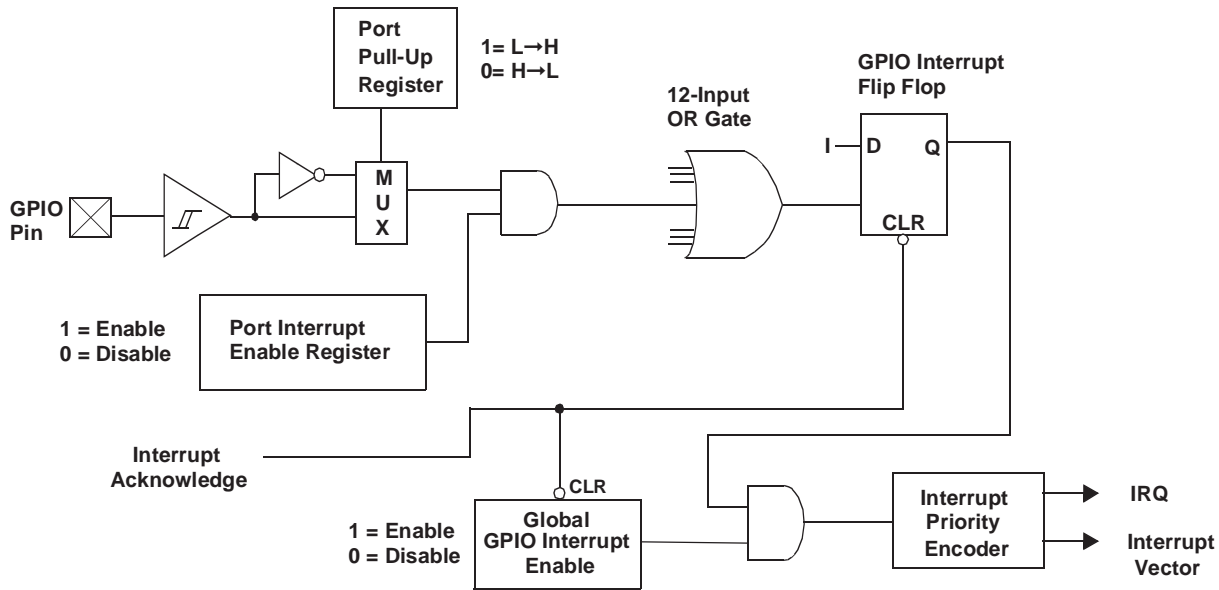 Port
Pull-Up
Register
1= L→H
0= H→L
GPIO Interrupt
Flip Flop
12-Input
OR Gate
I
D
Q
CLR
M
U
X
GPIO
Pin
1 = Enable
0 = Disable
Port Interrupt
Enable Register
Interrupt
Acknowledge
CLR
1 = Enable
0 = Disable
Global
GPIO Interrupt
Enable
Interrupt
Priority
Encoder
IRQ
Interrupt
Vector